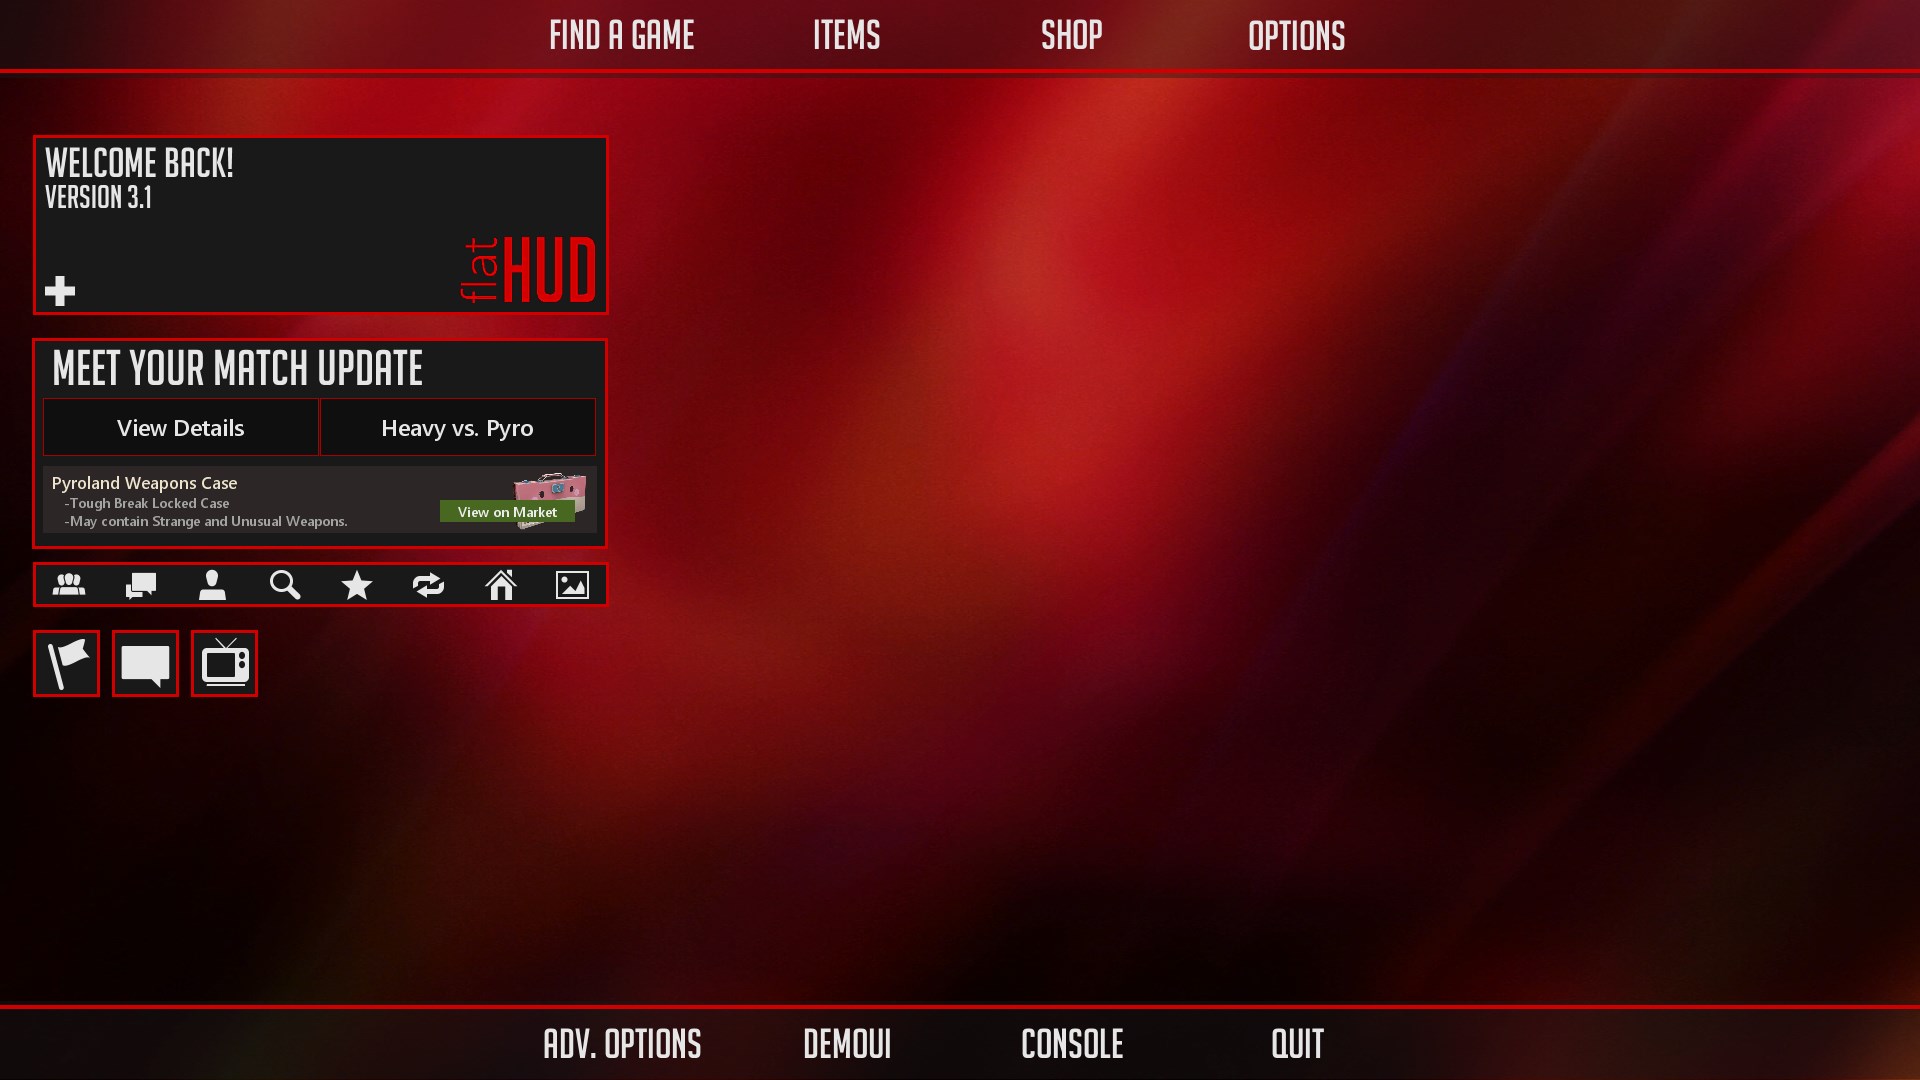 FIND A GAME
ITEMS
SHOP
OPTIONS
WELCOME BACK!
VERSION 3.1
flat HUD
MEET YOUR MATCH UPDATE
View Details
Heavy vs. Pyro
Pyroland Weapons Case
-Tough Break Locked Case
-May contain Strange and Unusual Weapons.
View on Market
ADV. OPTIONS
DEMOUI
CONSOLE
QUIT